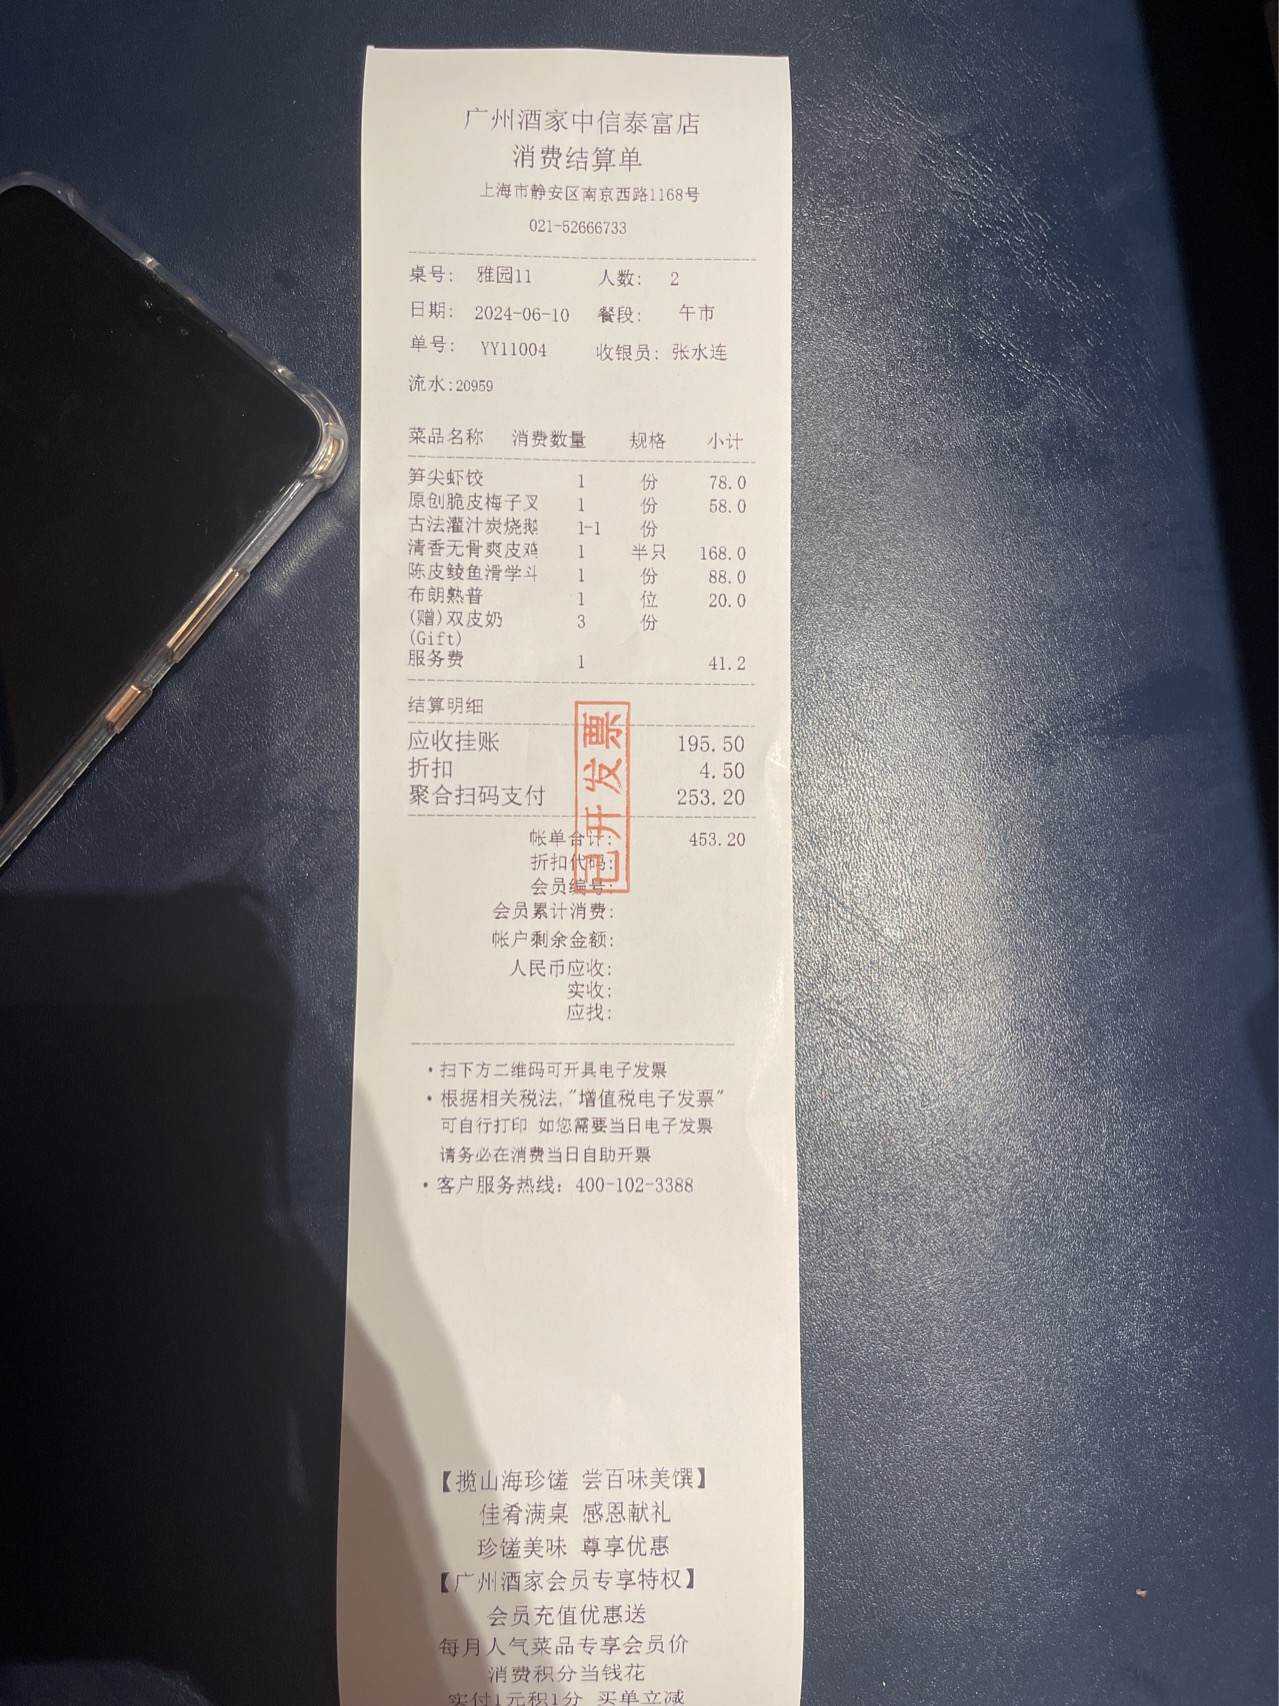 广州酒家中信泰富店
消费结算单
上海市静安区南京西路1168号
021-52666733
桌号: 雅园11 人数: 2
日期: 2024-06-10 餐段: 午市
单号: YY11004 收银员: 张水连
流水:20959
菜品名称 消费数量 规格 小计
笋尖虾饺 1 份 78.0
原创脆皮梅子叉 1 份 58.0
古法灌汁炭烧鹅 1-1 份
清香无骨爽皮鸡 1 半只 168.0
陈皮鲮鱼滑学斗 1 份 88.0
布朗熟普 1 位 20.0
(赠)双皮奶 3 份
(Gift)
服务费 1 41.2
结算明细
应收挂账 195.50
折扣 4.50
聚合扫码支付 253.20
已开发票
帐单合计: 453.20
折扣代码:
会员编号:
会员累计消费:
帐户剩余金额:
人民币应收:
实收:
应找:
·扫下方二维码可开具电子发票
·根据相关税法,"增值税电子发票"
可自行打印 如您需要当日电子发票
请务必在消费当日自助开票
·客户服务热线: 400-102-3388
【揽山海珍馐 尝百味美馔】
佳肴满桌 感恩献礼
珍馐美味 尊享优惠
【广州酒家会员专享特权】
会员充值优惠送
每月人气菜品专享会员价
消费积分当钱花
实付1元积1分 买单立减